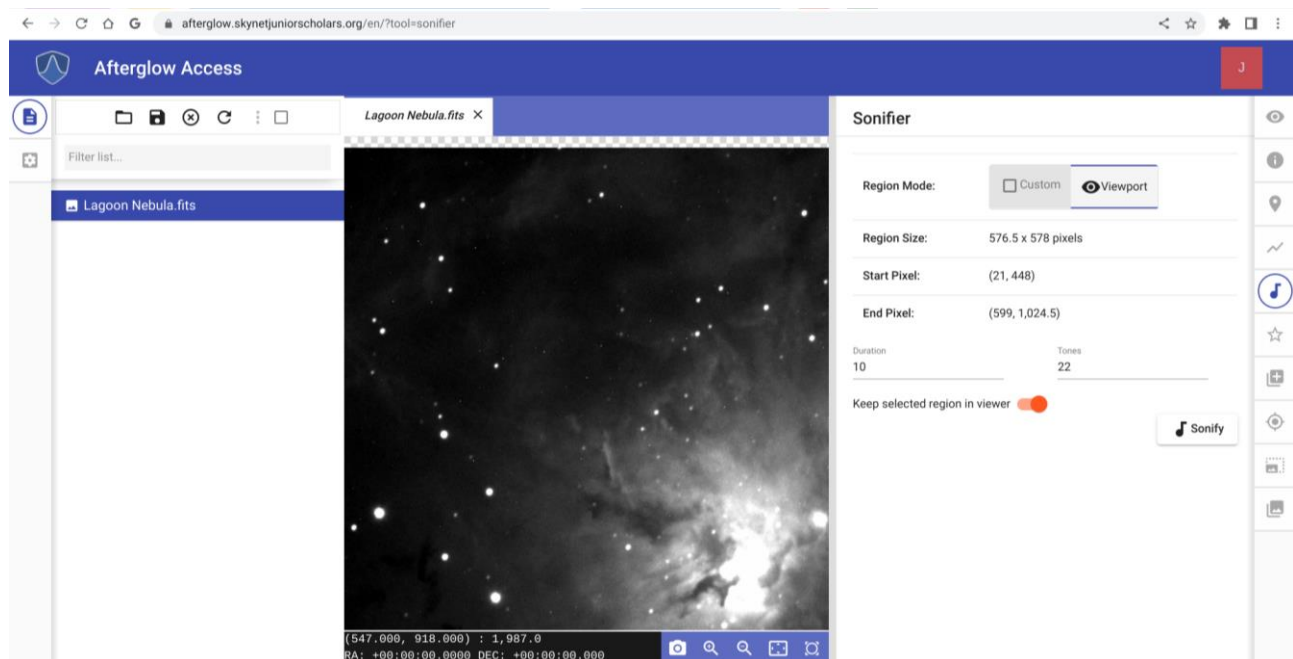 afterglow.skynetjuniorscholars.org/en/?tool=sonifier
Afterglow Access
J
Filter list...
Lagoon Nebula.fits
Lagoon Nebula.fits
Sonifier
Region Mode:
Custom
Viewport
Region Size:
576.5 x 578 pixels
Start Pixel:
(21, 448)
End Pixel:
(599, 1,024.5)
Duration
Tones
10
22
Keep selected region in viewer
Sonify
(547.000, 918.000) : 1,987.0
RA: +00:00:00.0000 DEC: +00:00:00.000